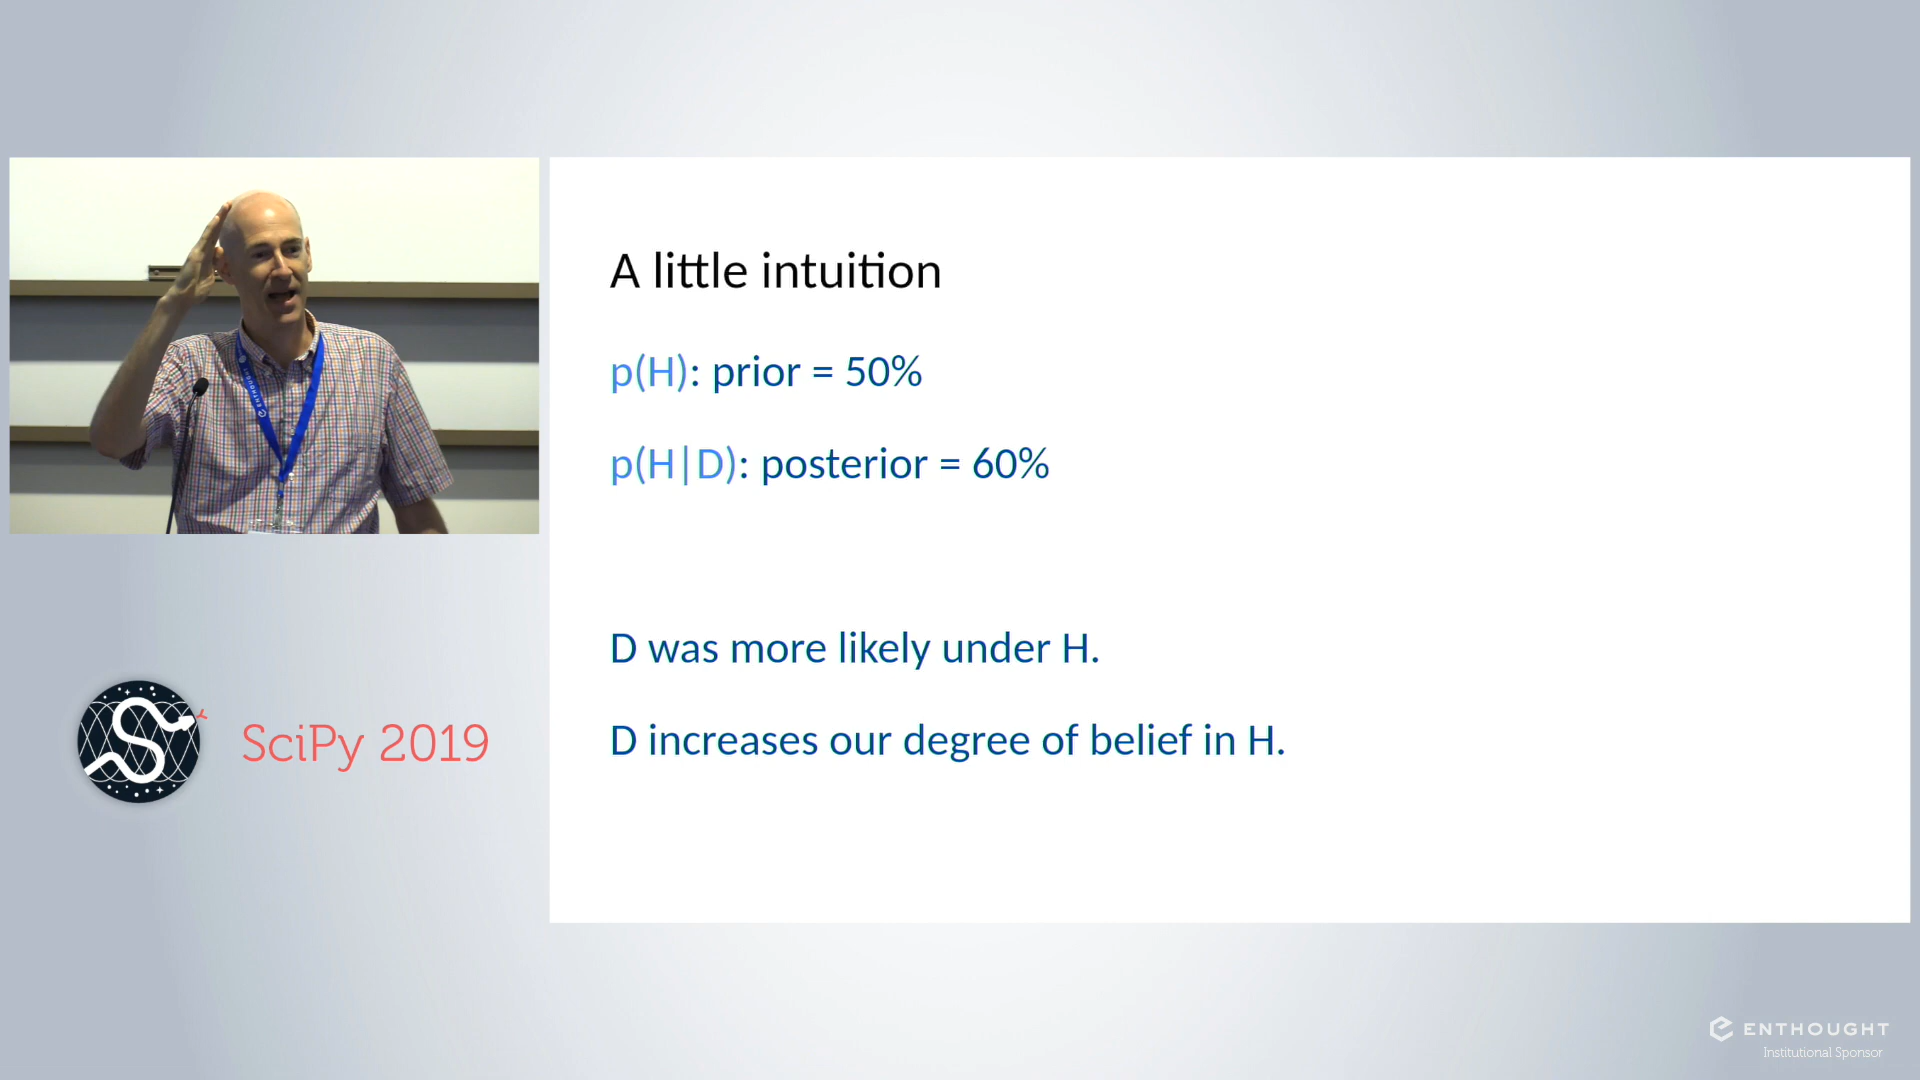 A little intuition
p(H): prior = 50%
p(H|D): posterior = 60%
D was more likely under H.
D increases our degree of belief in H.
SciPy 2019
ENTHOUGHT
ENTHOUGHT
Institutional Sponsor